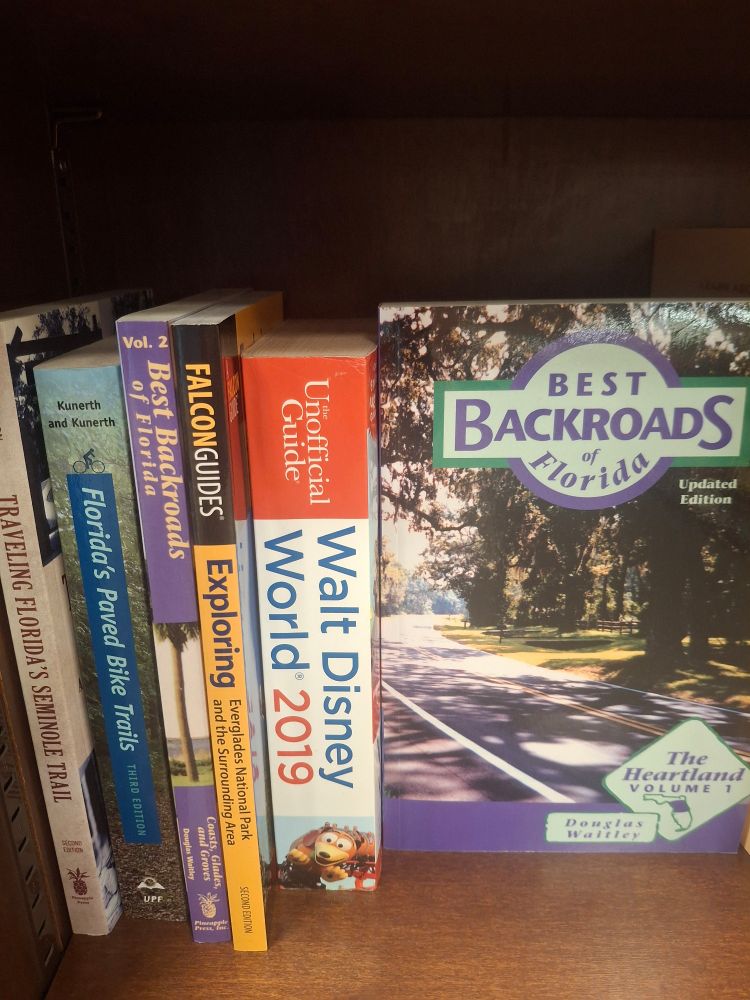 TRAVELING FLORIDA'S SEMINOLE TRAIL
SECOND
EDITION
Pineapple
Press
Kunerth
and Kunerth
Florida's Paved Bike Trails
THIRD EDITION
UPF
Vol. 2
Best Backroads
of Florida
Coasts, Glades,
and Groves
Douglas Waitley
Pineapple
Press, Inc.
FALCONGUIDES®
Exploring
Everglades National Park
and the Surrounding Area
SECOND EDITION
the
Unofficial
Guide®
Walt Disney
World® 2019
BEST
BACKROADS
of
Florida
Updated
Edition
The
Heartland
VOLUME 1
Douglas
Waitley